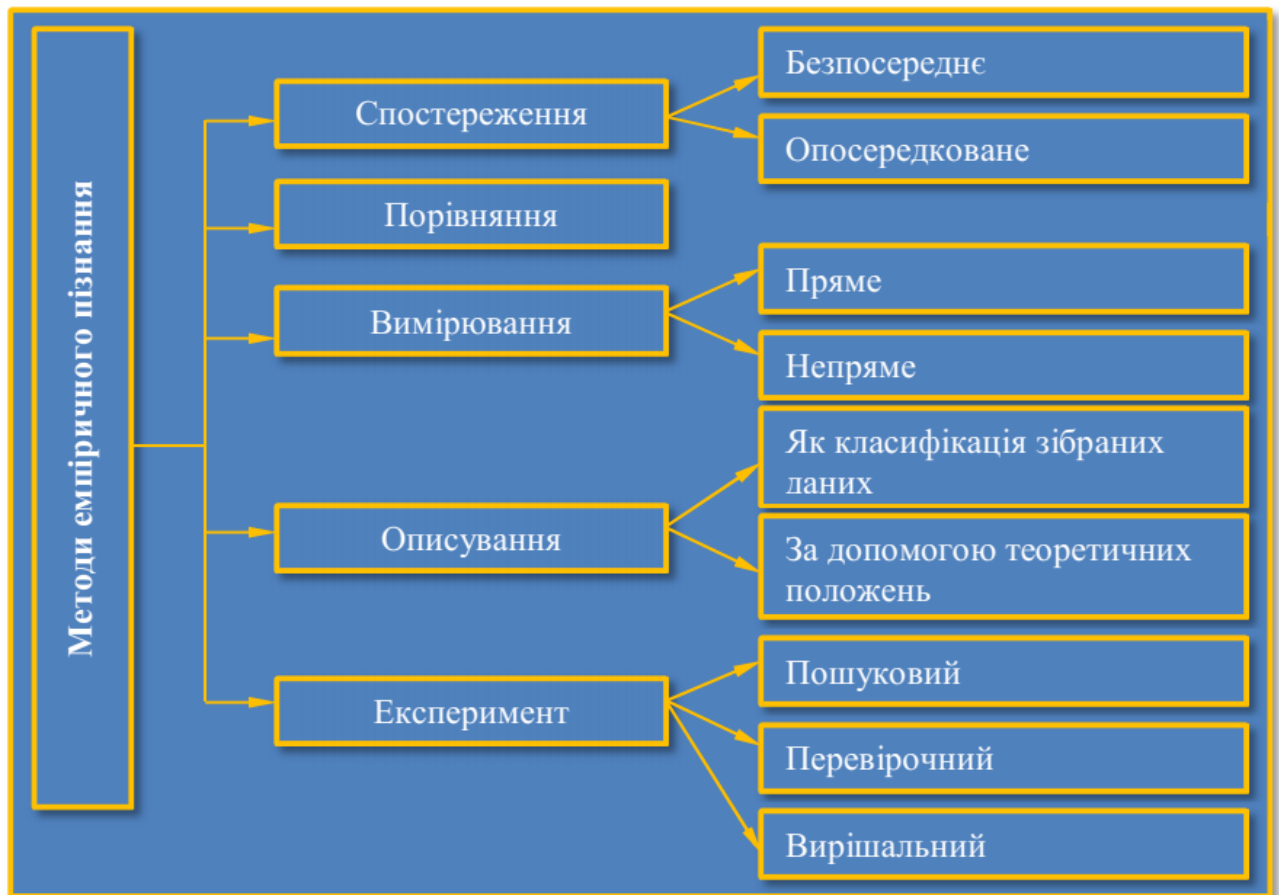 Методи емпіричного пізнання
Спостереження
Безпосереднє
Опосередковане
Порівняння
Вимірювання
Пряме
Непряме
Описування
Як класифікація зібраних
даних
За допомогою теоретичних
положень
Експеримент
Пошуковий
Перевірочний
Вирішальний